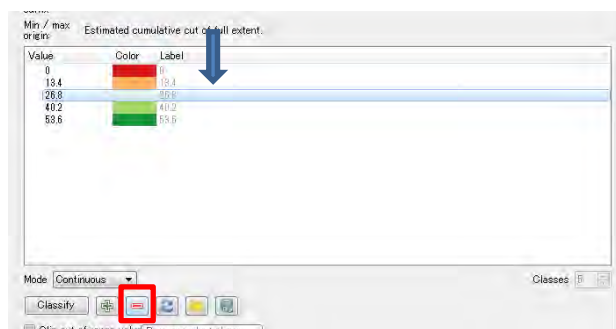 Min / max
origin:
Estimated cumulative cut of full extent.
Value Color Label
0 0
13.4 13.4
26.8 26.8
40.2 40.2
53.6 53.6
Mode Continuous Classes 5
Classify